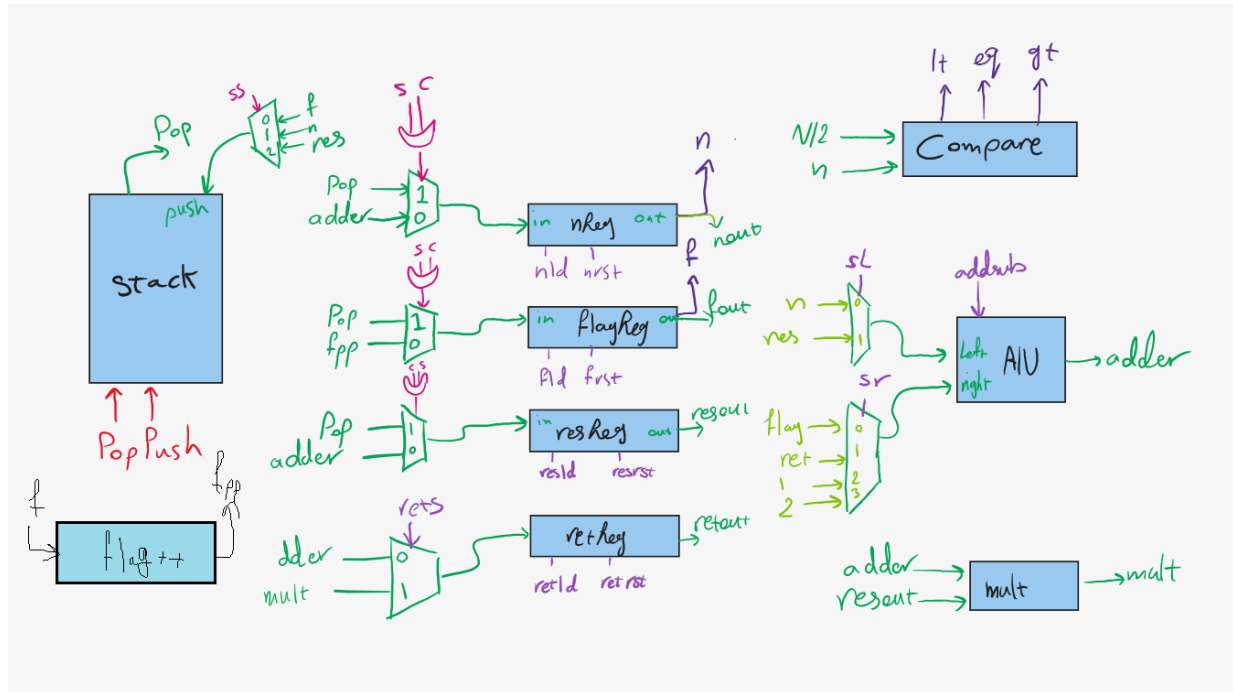 lt eq gt
ss
f
0
n
1
res
2
Pop
push
stack
Pop Push
f
fpp
flag++
s c
Pop
1
adder
0
in nReg out
nld nrst
n
nout
s c
Pop
1
fpp
0
in flagReg out
fld frst
f
fout
c s
Pop
1
adder
0
in resReg out
resld resrst
resout
rets
dder
0
mult
1
retReg
retld retrst
retout
N/2
n
Compare
sL
n
0
res
1
addsub
left
right
AlU
adder
sr
flag
0
ret
1
1
2
2
3
adder
resout
mult
mult